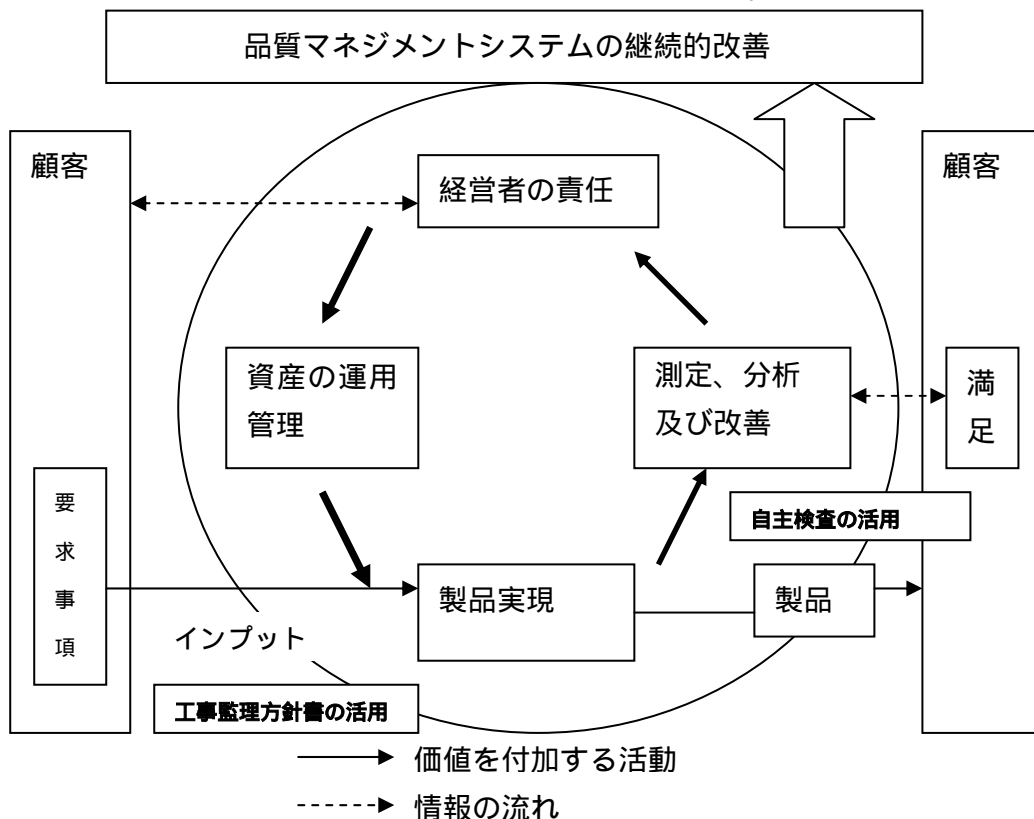 品質マネジメントシステムの継続的改善
顧客
顧客
経営者の責任
資産の運用
管理
測定、分析
及び改善
満
足
要
求
事
項
自主検査の活用
製品実現
製品
インプット
工事監理方針書の活用
価値を付加する活動
情報の流れ